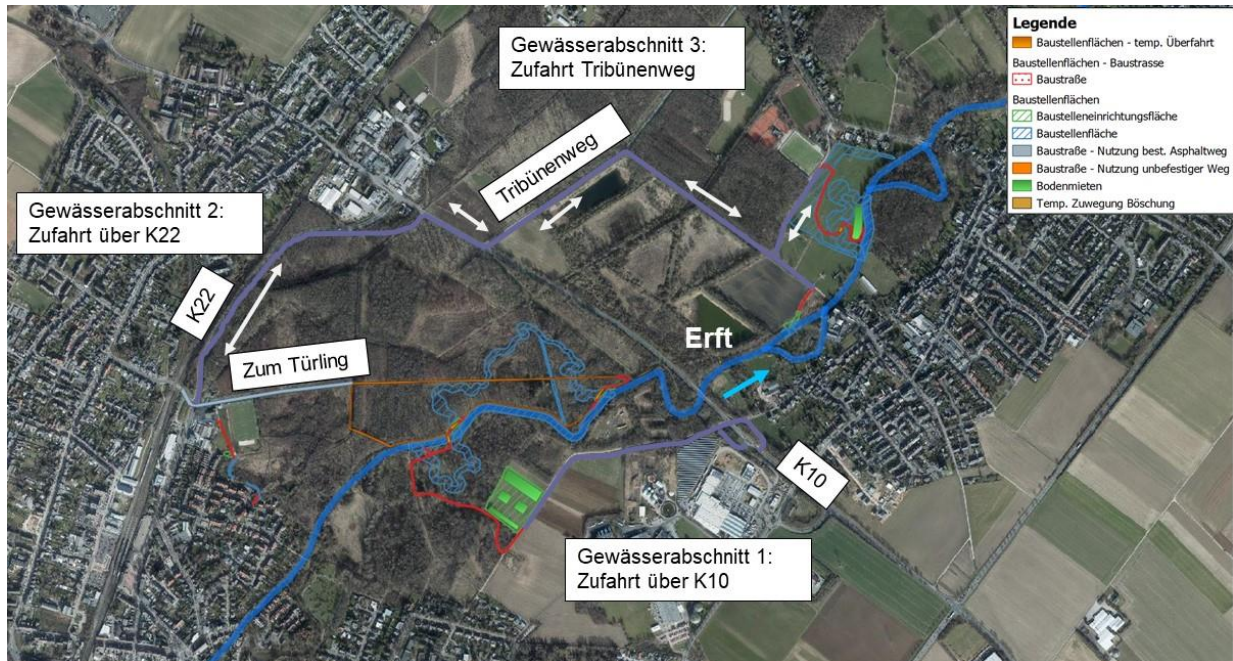 Gewässerabschnitt 3:
Zufahrt Tribünenweg
Legende
Baustellenflächen - temp. Überfahrt
Baustellenflächen - Baustrasse
Baustraße
Baustellenflächen
Baustelleneinrichtungsfläche
Baustellenfläche
Baustraße - Nutzung best. Asphaltweg
Baustraße - Nutzung unbefestiger Weg
Bodenmieten
Temp. Zuwegung Böschung
Tribünenweg
Gewässerabschnitt 2:
Zufahrt über K22
K22
Zum Türling
Erft
K10
Gewässerabschnitt 1:
Zufahrt über K10